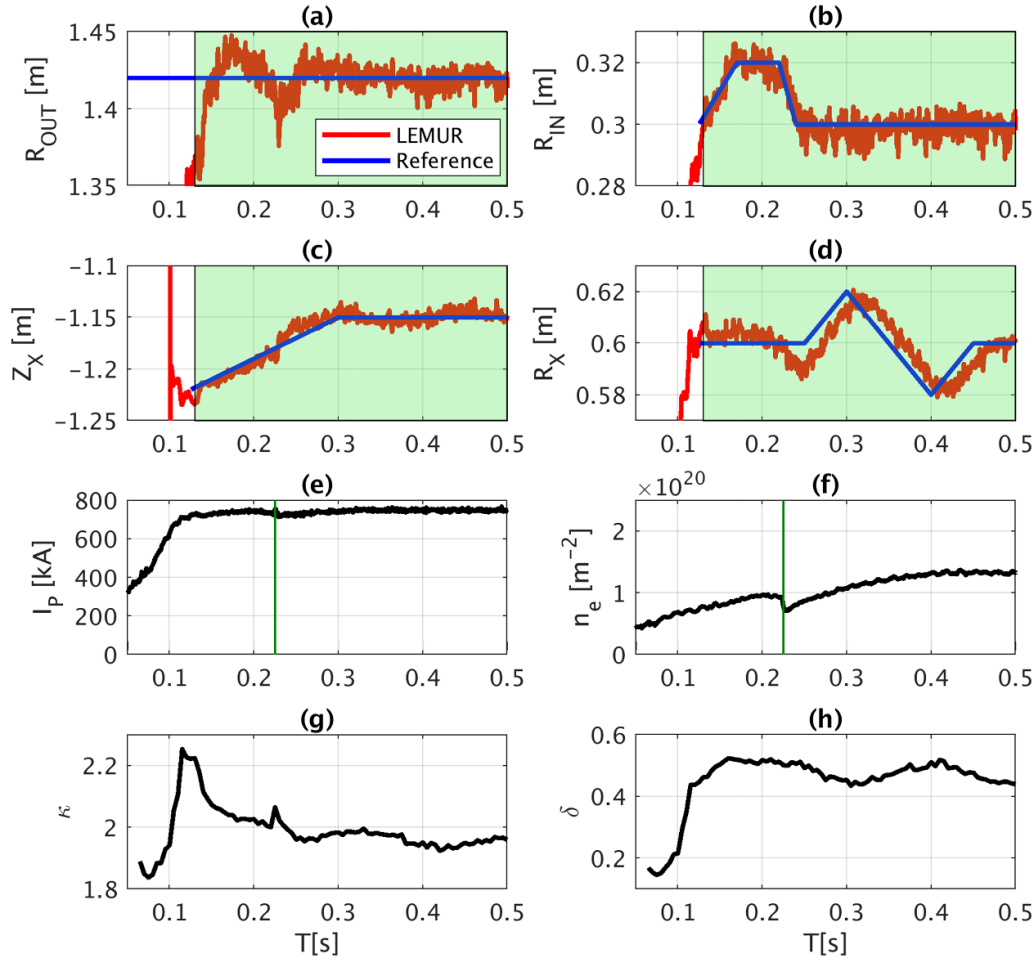 (a)
1.45
1.4
1.35
R_OUT [m]
LEMUR
Reference
0.1 0.2 0.3 0.4 0.5
(b)
0.32
0.3
0.28
R_IN [m]
0.1 0.2 0.3 0.4 0.5
(c)
-1.1
-1.15
-1.2
-1.25
Z_X [m]
0.1 0.2 0.3 0.4 0.5
(d)
0.62
0.6
0.58
R_X [m]
0.1 0.2 0.3 0.4 0.5
(e)
800
600
400
200
0
I_P [kA]
0.1 0.2 0.3 0.4 0.5
(f)
×10^20
2
1
0
n_e [m^-2]
0.1 0.2 0.3 0.4 0.5
(g)
2.2
2
1.8
κ
0.1 0.2 0.3 0.4 0.5
T[s]
(h)
0.6
0.4
0.2
δ
0.1 0.2 0.3 0.4 0.5
T[s]